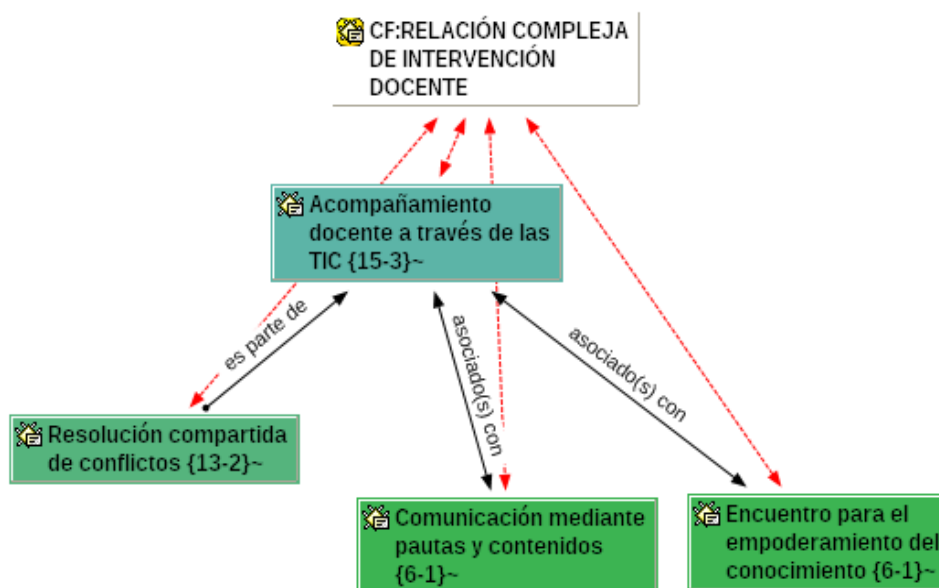 CF:RELACIÓN COMPLEJA
DE INTERVENCIÓN
DOCENTE
Acompañamiento
docente a través de las
TIC {15-3}~
es parte de
asociado(s) con
asociado(s) con
Resolución compartida
de conflictos {13-2}~
Comunicación mediante
pautas y contenidos
{6-1}~
Encuentro para el
empoderamiento del
conocimiento {6-1}~